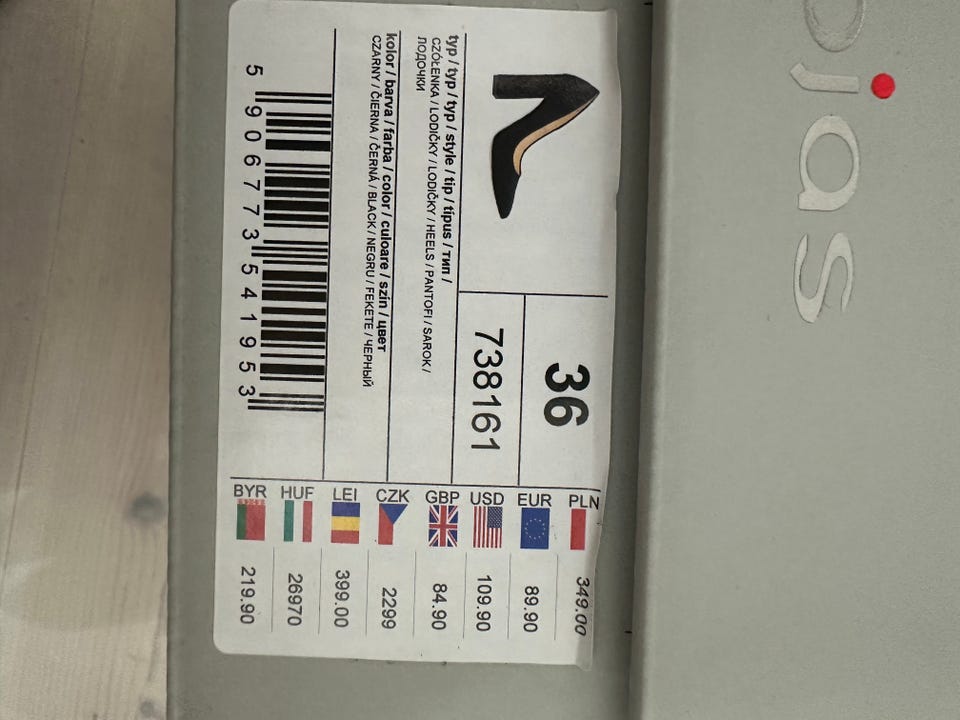 ojas
36
738161
typ / typ / typ / style / tip / típus / тип /
CZÓŁENKA / LODIČKY / LODIČKY / HEELS / PANTOFI / SAROK /
ЛОДОЧКИ
kolor / barva / farba / color / culoare / szín / цвет
CZARNY / ČIERNA / ČERNÁ / BLACK / NEGRU / FEKETE / ЧЕРНЫЙ
5 906773 541953
PLN 349.00
EUR 89.90
USD 109.90
GBP 84.90
CZK 2299
LEI 399.00
HUF 26970
BYR 219.90